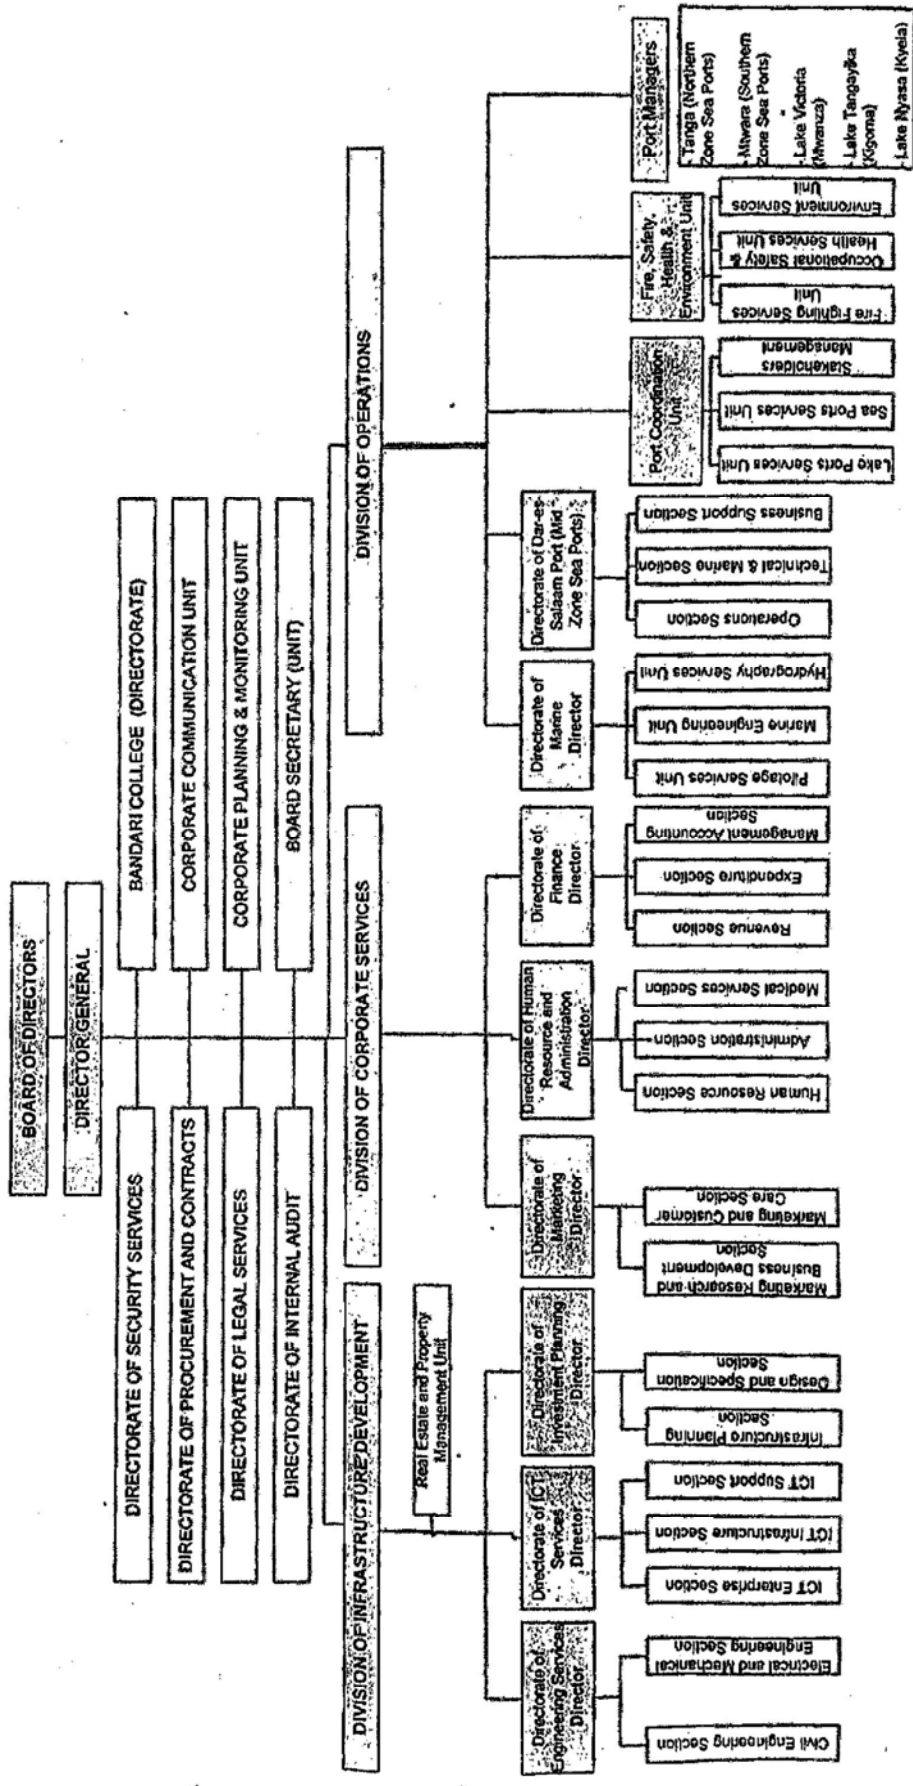 BOARD OF DIRECTORS
DIRECTOR GENERAL
DIRECTORATE OF SECURITY SERVICES
BANDARI COLLEGE (DIRECTORATE)
DIRECTORATE OF PROCUREMENT AND CONTRACTS
CORPORATE COMMUNICATION UNIT
DIRECTORATE OF LEGAL SERVICES
CORPORATE PLANNING & MONITORING UNIT
DIRECTORATE OF INTERNAL AUDIT
BOARD SECRETARY (UNIT)
DIVISION OF INFRASTRUCTURE DEVELOPMENT
DIVISION OF CORPORATE SERVICES
DIVISION OF OPERATIONS
Real Estate and Property
Management Unit
Directorate of
Engineering Services
Director
Directorate of ICT
Services
Director
Directorate of
Investment Planning
Director
Directorate of
Marketing
Director
Directorate of Human
Resource and
Administration
Director
Directorate of
Finance
Director
Directorate of
Marine
Director
Directorate of Dar-es-
Salaam Port (Mid
Zone Sea Ports)
Port Coordination
Unit
Fire, Safety,
Health &
Environment Unit
Port Managers
Civil Engineering Section
Electrical and Mechanical
Engineering Section
ICT Enterprise Section
ICT Infrastructure Section
ICT Support Section
Infrastructure Planning
Section
Design and Specification
Section
Marketing Research and
Business Development
Section
Marketing and Customer
Care Section
Human Resource Section
Administration Section
Medical Services Section
Revenue Section
Expenditure Section
Management Accounting
Section
Pilotage Services Unit
Marine Engineering Unit
Hydrography Services Unit
Operations Section
Technical & Marine Section
Business Support Section
Lake Ports Services Unit
Sea Ports Services Unit
Stakeholders
Management
Fire Fighting Services
Unit
Occupational Safety &
Health Services Unit
Environment Services
Unit
- Tanga (Northern
Zone Sea Ports)
- Mtwara (Southern
Zone Sea Ports)
- Lake Victoria
(Mwanza)
- Lake Tangayika
(Kigoma)
- Lake Nyasa (Kyela)